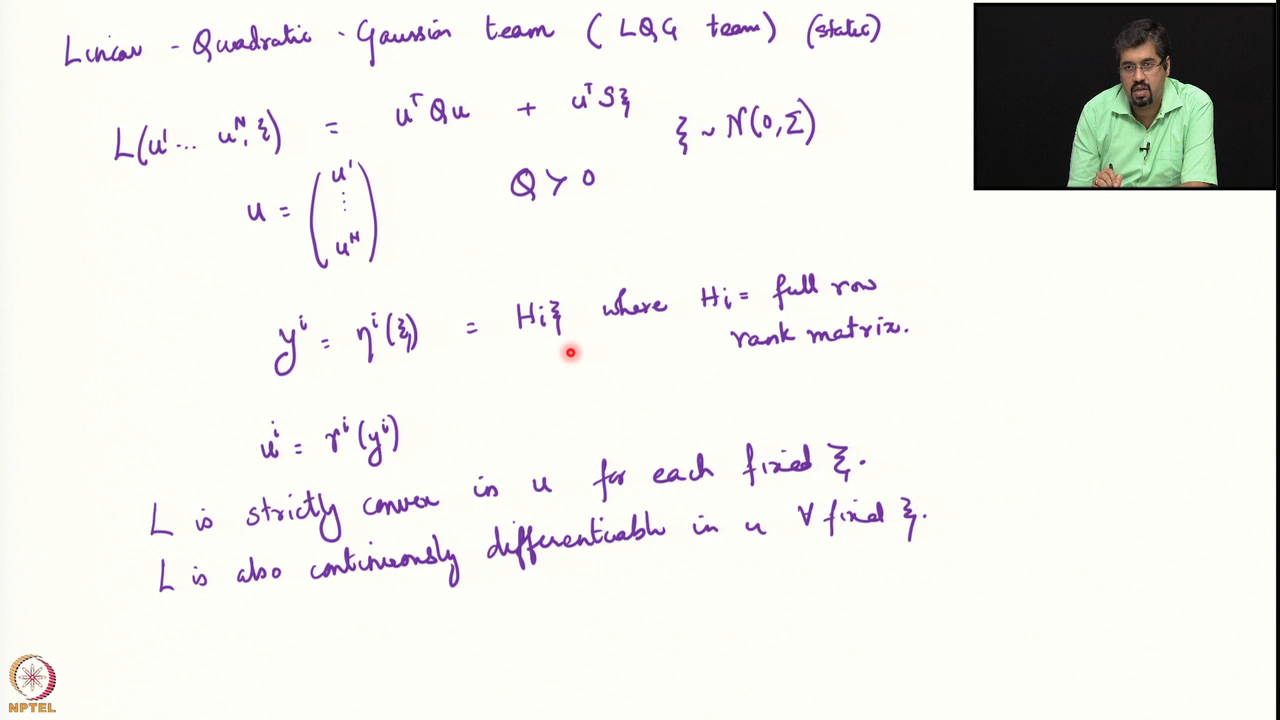 Linear - Quadratic - Gaussian team (LQG team) (static)
L(u¹ ... uᴺ, ξ) = uᵀQu + uᵀSξ ξ ~ N(0, Σ)
u = (u¹ ⋮ uᴺ) Q ≻ 0
yⁱ = ηⁱ(ξ) = Hᵢξ where Hᵢ = full row
rank matrix.
uⁱ = γⁱ(yⁱ)
L is strictly convex in u for each fixed ξ.
L is also continuously differentiable in u ∀ fixed ξ.
NPTEL